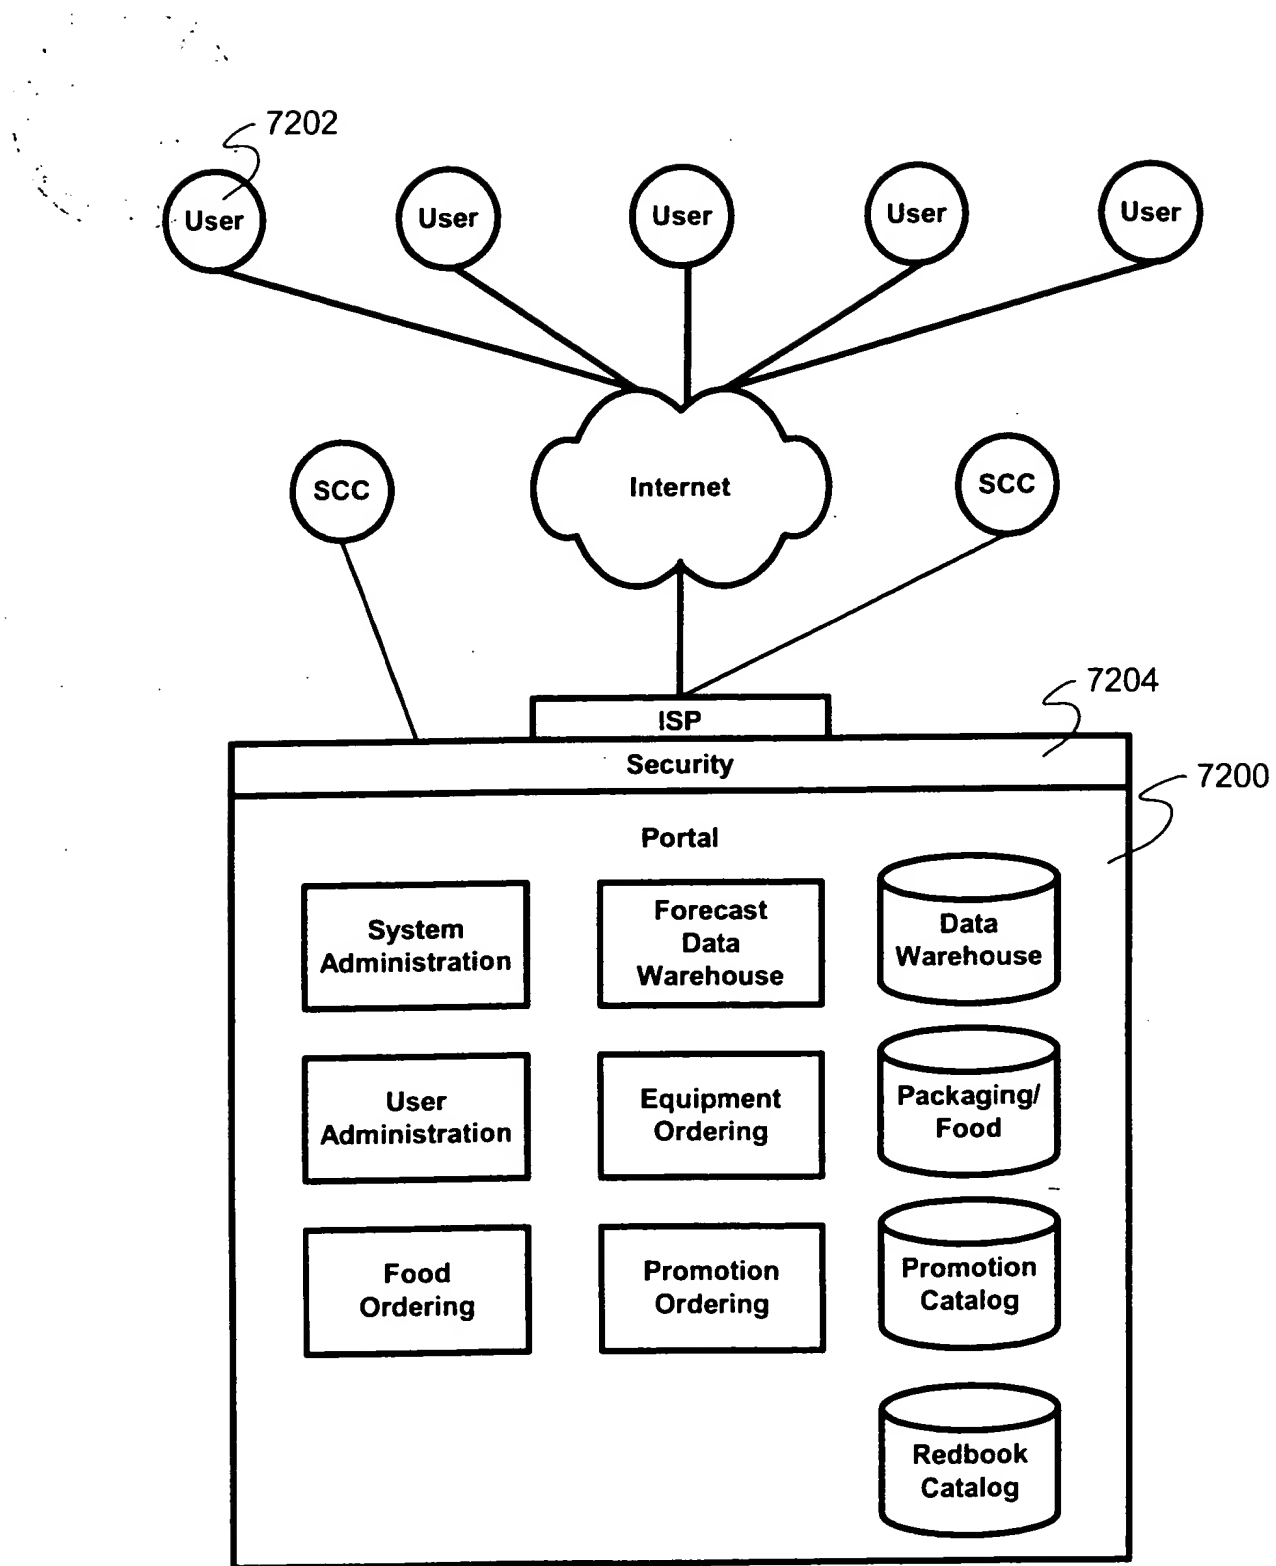 7202
User
User
User
User
User
SCC
Internet
SCC
7204
ISP
Security
7200
Portal
System
Administration
Forecast
Data
Warehouse
Data
Warehouse
User
Administration
Equipment
Ordering
Packaging/
Food
Food
Ordering
Promotion
Ordering
Promotion
Catalog
Redbook
Catalog